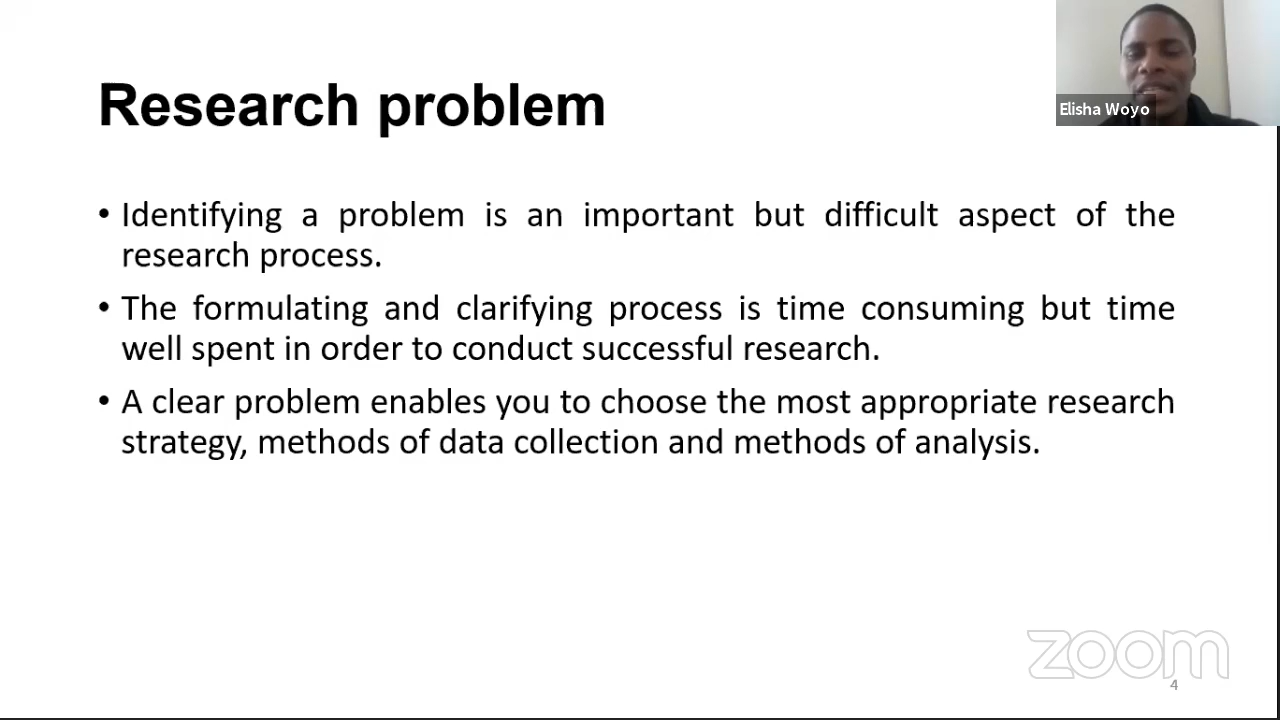 Research problem
Elisha Woyo
• Identifying a problem is an important but difficult aspect of the
research process.
• The formulating and clarifying process is time consuming but time
well spent in order to conduct successful research.
• A clear problem enables you to choose the most appropriate research
strategy, methods of data collection and methods of analysis.
zoom
4